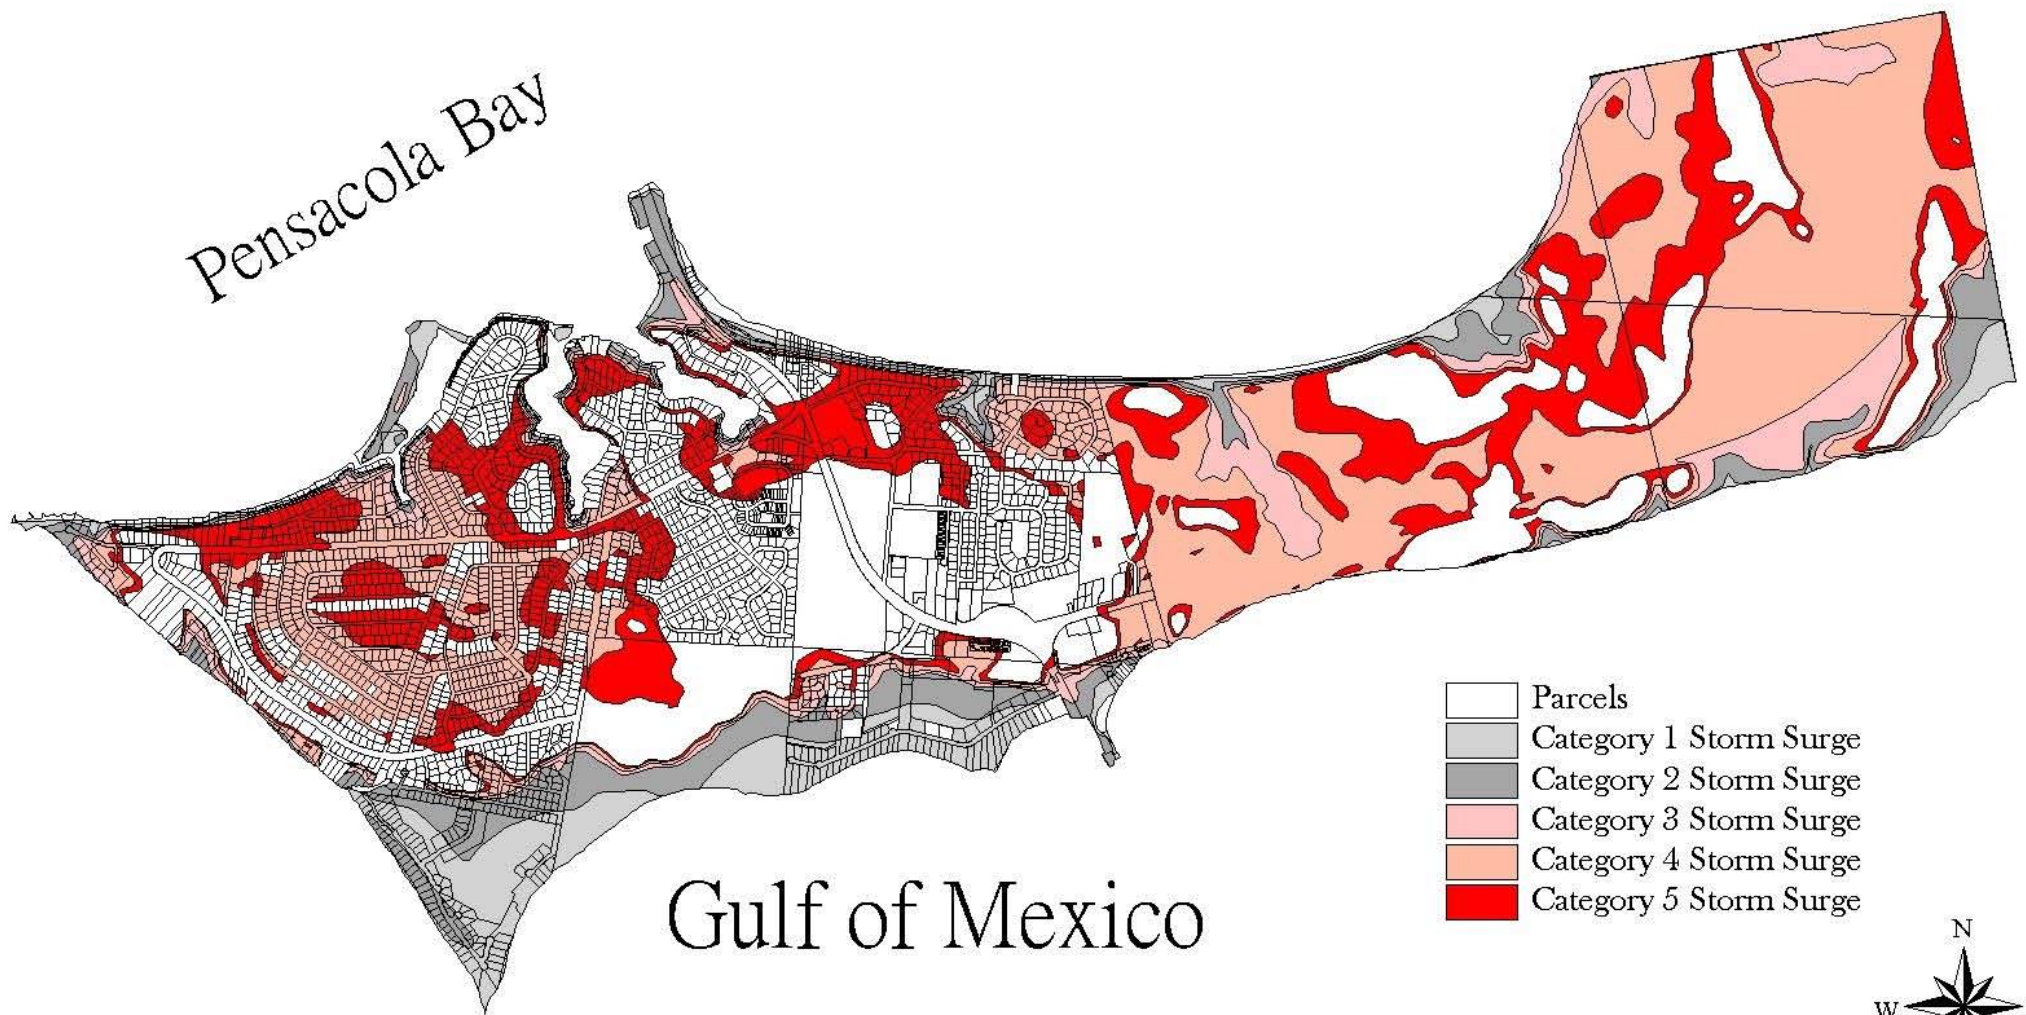 Pensacola Bay
Parcels
Category 1 Storm Surge
Category 2 Storm Surge
Category 3 Storm Surge
Category 4 Storm Surge
Category 5 Storm Surge
Gulf of Mexico
N
W